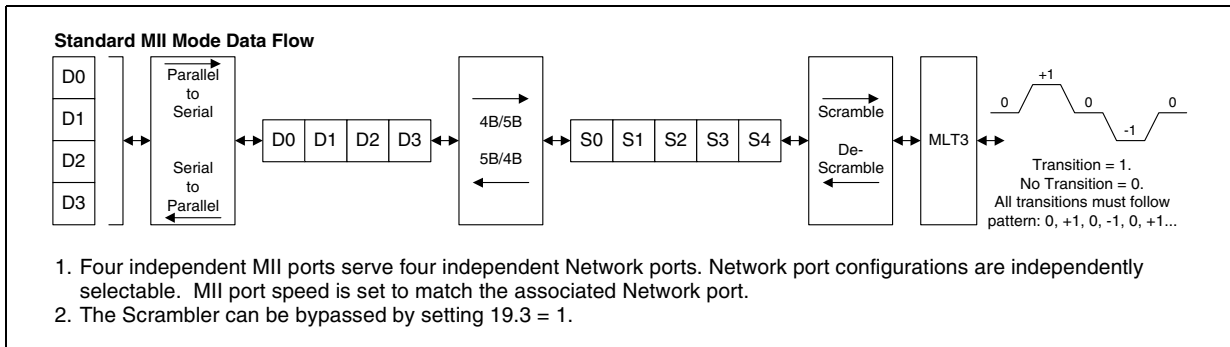 Standard MII Mode Data Flow
D0
D1
D2
D3
Parallel
to
Serial
Serial
to
Parallel
D0 D1 D2 D3
4B/5B
5B/4B
S0 S1 S2 S3 S4
Scramble
De-
Scramble
MLT3
0 +1 0 -1 0
Transition = 1.
No Transition = 0.
All transitions must follow
pattern: 0, +1, 0, -1, 0, +1...
1. Four independent MII ports serve four independent Network ports. Network port configurations are independently
selectable. MII port speed is set to match the associated Network port.
2. The Scrambler can be bypassed by setting 19.3 = 1.